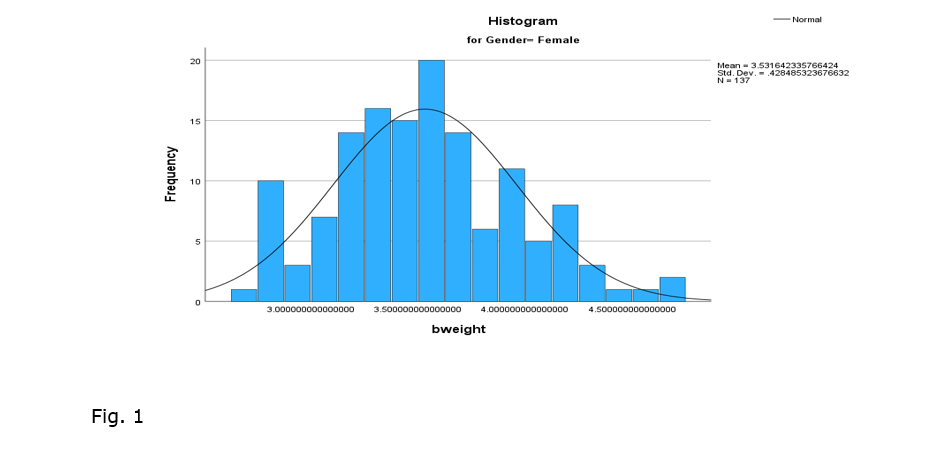 Histogram
for Gender= Female
Normal
Mean = 3.531642335766424
Std. Dev. = .428485323676632
N = 137
Frequency
20
15
10
5
0
3.000000000000000 3.500000000000000 4.000000000000000 4.500000000000000
bweight
Fig. 1